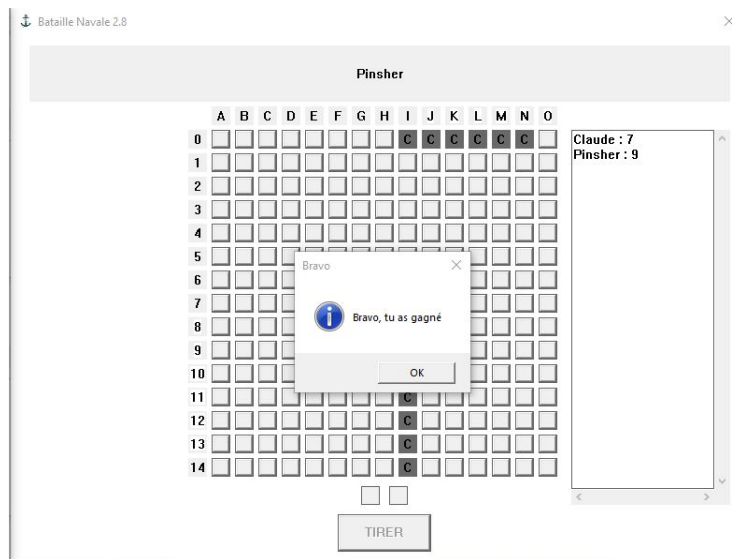 Bataille Navale 2.8
Pinsher
A B C D E F G H I J K L M N O
0 C C C C C C
Claude : 7
1
Pinsher : 9
2
3
4
5
Bravo
6
7
Bravo, tu as gagné
8
9
10
OK
11 C
12 C
13 C
14 C
TIRER